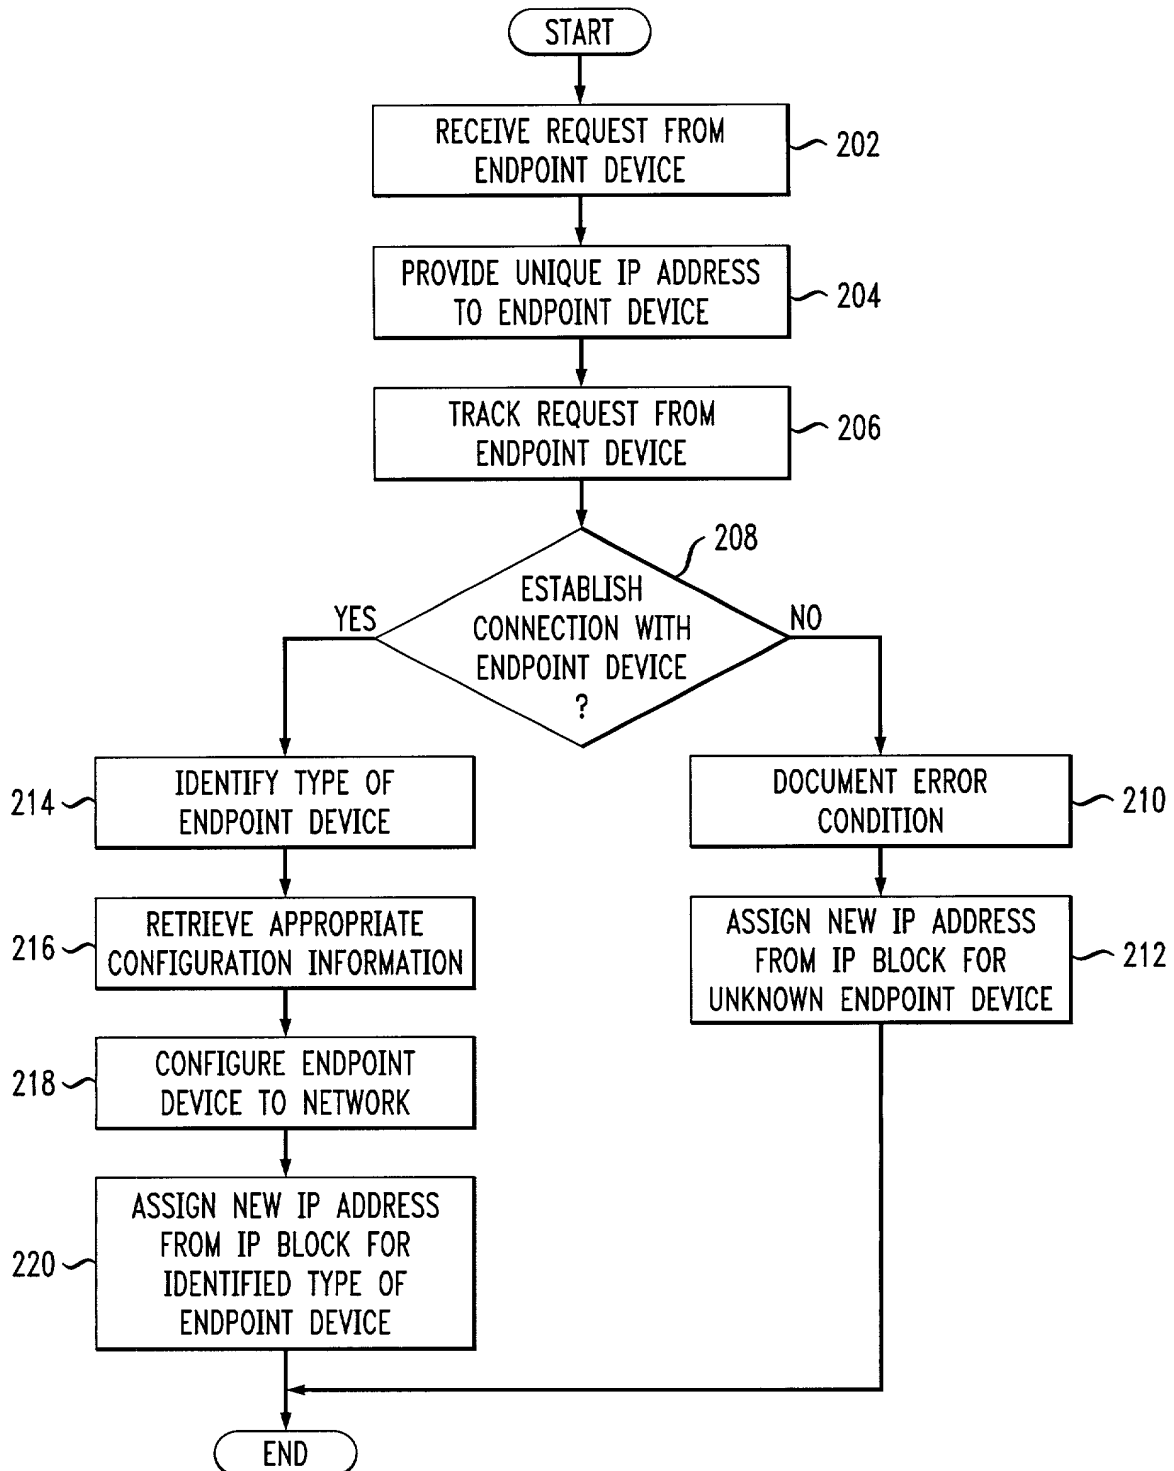 START
RECEIVE REQUEST FROM
ENDPOINT DEVICE
202
PROVIDE UNIQUE IP ADDRESS
TO ENDPOINT DEVICE
204
TRACK REQUEST FROM
ENDPOINT DEVICE
206
208
ESTABLISH
CONNECTION WITH
ENDPOINT DEVICE
?
YES
NO
214
IDENTIFY TYPE OF
ENDPOINT DEVICE
DOCUMENT ERROR
CONDITION
210
216
RETRIEVE APPROPRIATE
CONFIGURATION INFORMATION
ASSIGN NEW IP ADDRESS
FROM IP BLOCK FOR
UNKNOWN ENDPOINT DEVICE
212
218
CONFIGURE ENDPOINT
DEVICE TO NETWORK
220
ASSIGN NEW IP ADDRESS
FROM IP BLOCK FOR
IDENTIFIED TYPE OF
ENDPOINT DEVICE
END